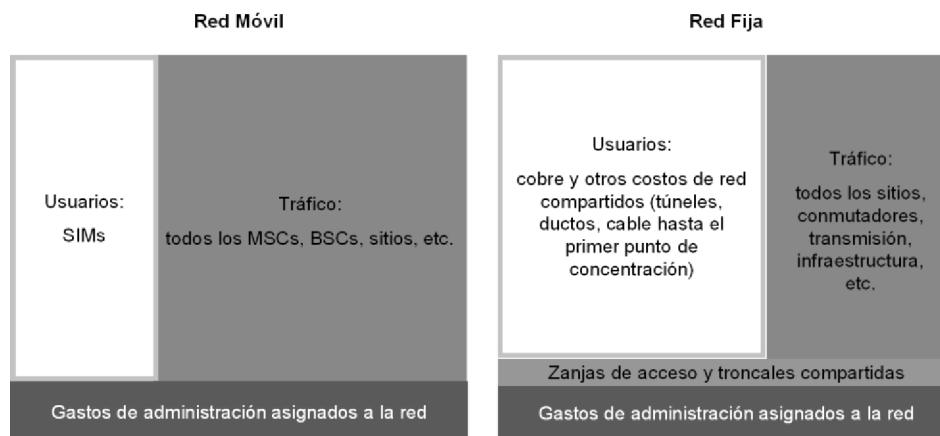 Red Móvil
Usuarios:
SIMs
Tráfico:
todos los MSCs, BSCs, sitios, etc.
Gastos de administración asignados a la red
Red Fija
Usuarios:
cobre y otros costos de red
compartidos (túneles,
ductos, cable hasta el
primer punto de
concentración)
Tráfico:
todos los sitios,
conmutadores,
transmisión,
infraestructura,
etc.
Zanjas de acceso y troncales compartidas
Gastos de administración asignados a la red